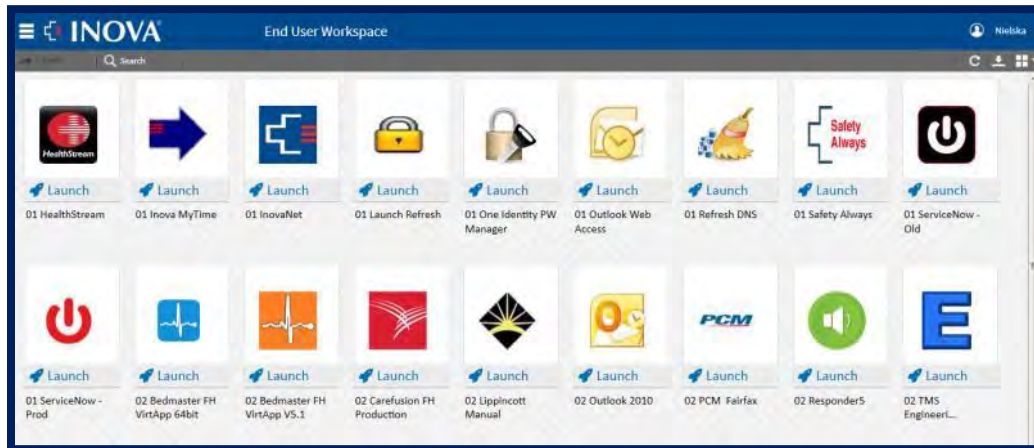 INOVA
End User Workspace
Nielska
Search
HealthStream
Safety
Always
Launch Launch Launch Launch Launch Launch Launch Launch Launch
01 HealthStream 01 Inova MyTime 01 InovaNet 01 Launch Refresh 01 One Identity PW 01 Outlook Web 01 Refresh DNS 01 Safety Always 01 ServiceNow -
Manager Access Old
PCM
E
Launch Launch Launch Launch Launch Launch Launch Launch Launch
01 ServiceNow - 02 Bedmaster FH 02 Bedmaster FH 02 Carefusion FH 02 Lippincott 02 Outlook 2010 02 PCM Fairfax 02 Responder5 02 TMS
Prod VirtApp 64bit VirtApp V5.1 Production Manual Engineeri...